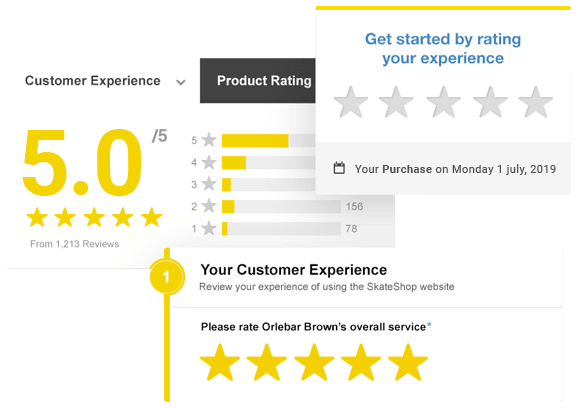 Get started by rating
your experience
Customer Experience
Product Rating
5.0 /5
5
4
3
2 156
1 78
From 1,213 Reviews
Your Purchase on Monday 1 july, 2019
1
Your Customer Experience
Review your experience of using the SkateShop website
Please rate Orlebar Brown's overall service*